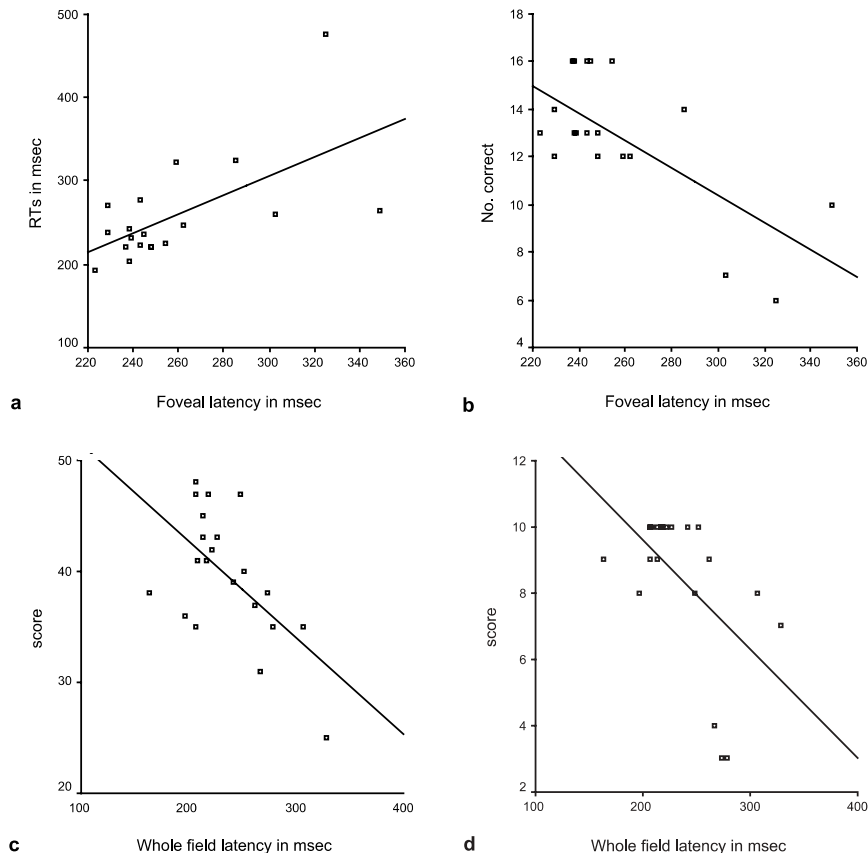 500
400
300
200
100
RTs in msec
220 240 260 280 300 320 340 360
a Foveal latency in msec
18
16
14
12
10
8
6
4
No. correct
220 240 260 280 300 320 340 360
b Foveal latency in msec
50
40
30
20
score
100 200 300 400
c Whole field latency in msec
12
10
8
6
4
2
score
100 200 300 400
d Whole field latency in msec